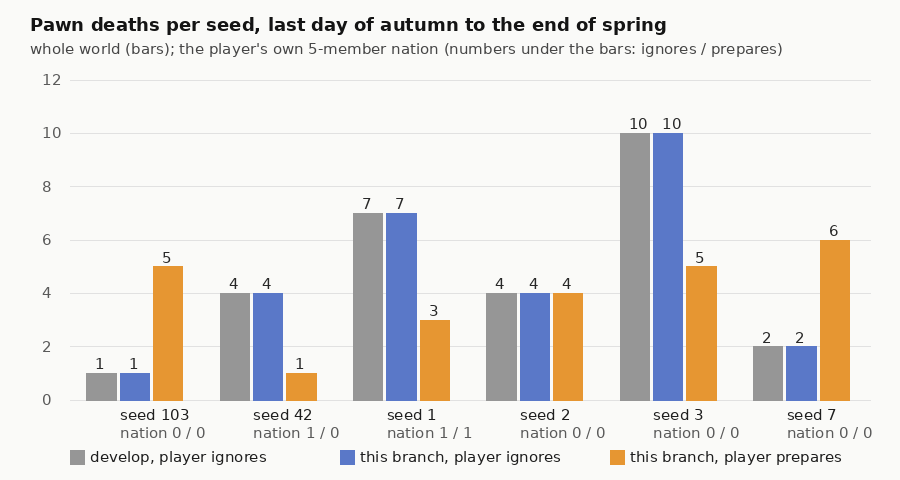 Pawn deaths per seed, last day of autumn to the end of spring
whole world (bars); the player's own 5-member nation (numbers under the bars: ignores / prepares)
12
10
8
6
4
2
0
1 1 5
4 4 1
7 7 3
4 4 4
10 10 5
2 2 6
seed 103 seed 42 seed 1 seed 2 seed 3 seed 7
nation 0 / 0 nation 1 / 0 nation 1 / 1 nation 0 / 0 nation 0 / 0 nation 0 / 0
develop, player ignores this branch, player ignores this branch, player prepares